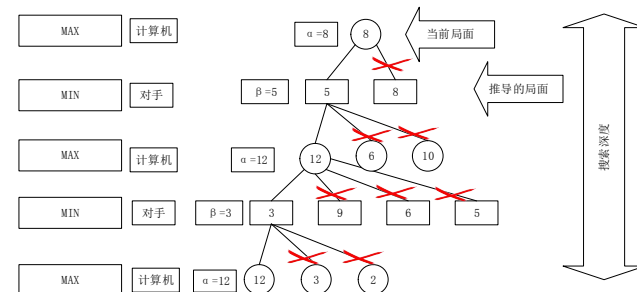 MAX 计算机 α=8 8 当前局面
MIN 对手 β=5 5 8 推导的局面
MAX 计算机 α=12 12 6 10
搜索深度
MIN 对手 β=3 3 9 6 5
MAX 计算机 α=12 12 3 2